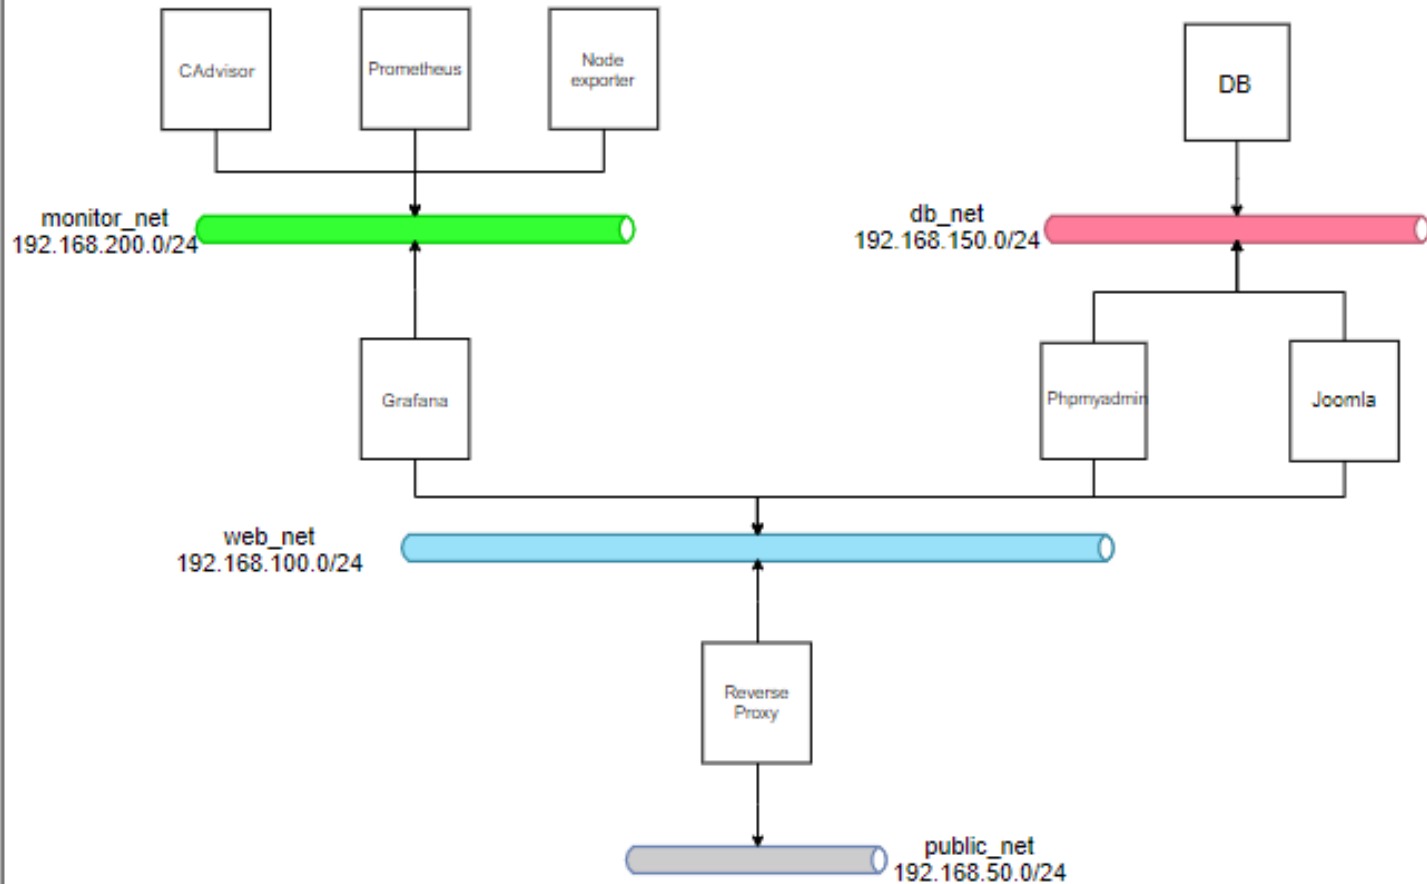 CAdvisor
Prometheus
Node
exporter
DB
monitor_net
192.168.200.0/24
db_net
192.168.150.0/24
Grafana
Phpmyadmin
Joomla
web_net
192.168.100.0/24
Reverse
Proxy
public_net
192.168.50.0/24